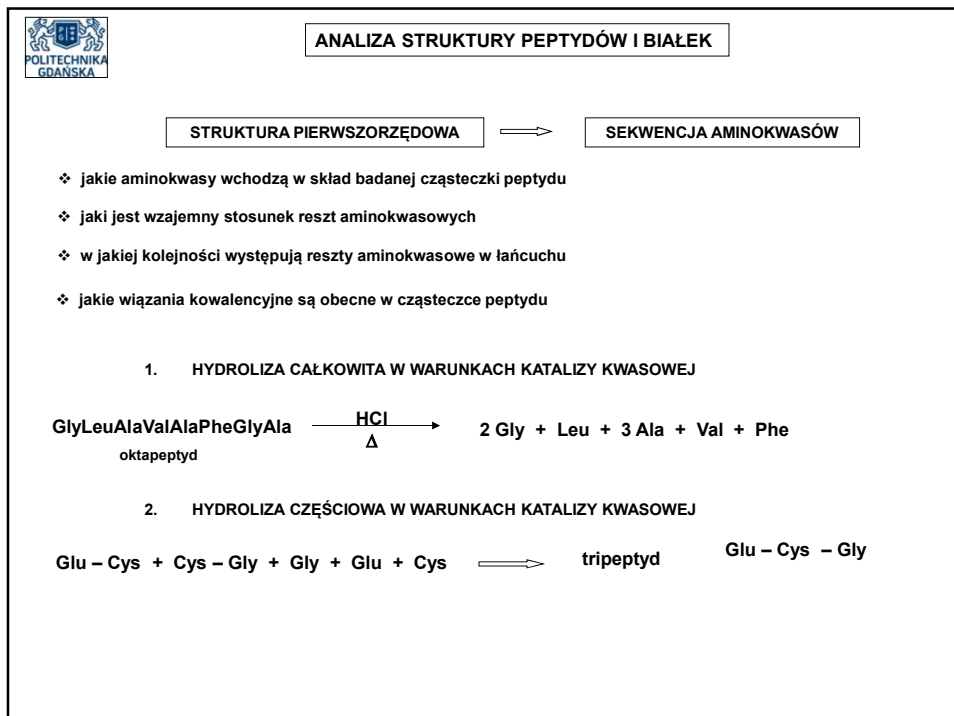 POLITECHNIKA
GDAŃSKA
ANALIZA STRUKTURY PEPTYDÓW I BIAŁEK
STRUKTURA PIERWSZORZĘDOWA
SEKWENCJA AMINOKWASÓW
❖ jakie aminokwasy wchodzą w skład badanej cząsteczki peptydu
❖ jaki jest wzajemny stosunek reszt aminokwasowych
❖ w jakiej kolejności występują reszty aminokwasowe w łańcuchu
❖ jakie wiązania kowalencyjne są obecne w cząsteczce peptydu
1. HYDROLIZA CAŁKOWITA W WARUNKACH KATALIZY KWASOWEJ
GlyLeuAlaValAlaPheGlyAla
oktapeptyd
HCl
Δ
2 Gly + Leu + 3 Ala + Val + Phe
2. HYDROLIZA CZĘŚCIOWA W WARUNKACH KATALIZY KWASOWEJ
Glu – Cys + Cys – Gly + Gly + Glu + Cys
tripeptyd
Glu – Cys – Gly